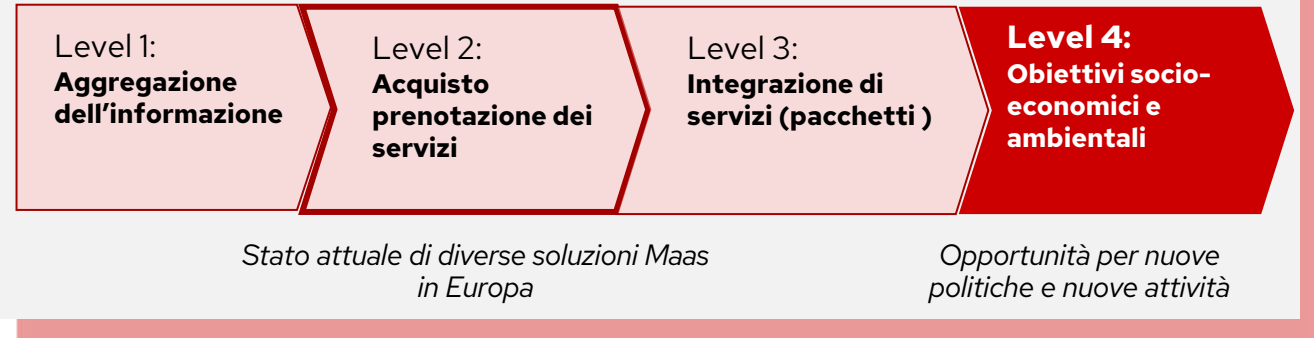 Level 1:
Aggregazione
dell'informazione
Level 2:
Acquisto
prenotazione dei
servizi
Level 3:
Integrazione di
servizi (pacchetti )
Level 4:
Obiettivi socio-
economici e
ambientali
Stato attuale di diverse soluzioni Maas
in Europa
Opportunità per nuove
politiche e nuove attività